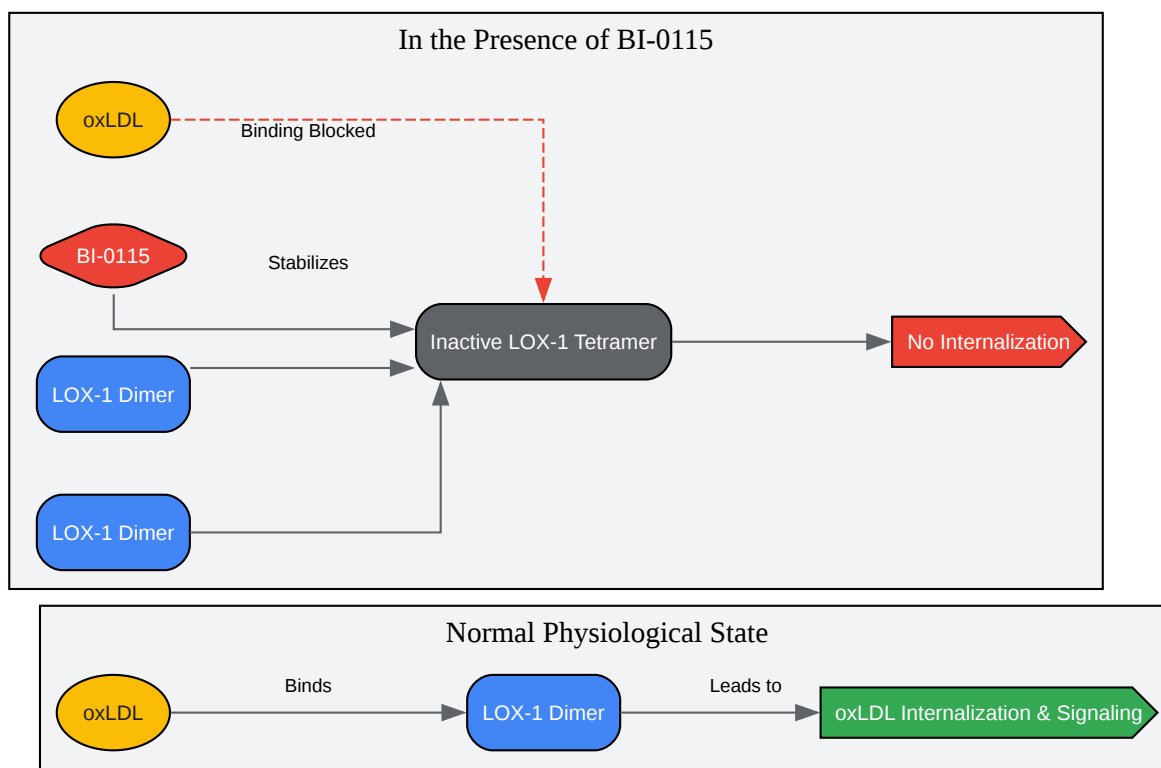 In the Presence of BI-0115
oxLDL
Binding Blocked
BI-0115
Stabilizes
Inactive LOX-1 Tetramer
No Internalization
LOX-1 Dimer
LOX-1 Dimer
Normal Physiological State
oxLDL
Binds
LOX-1 Dimer
Leads to
oxLDL Internalization & Signaling